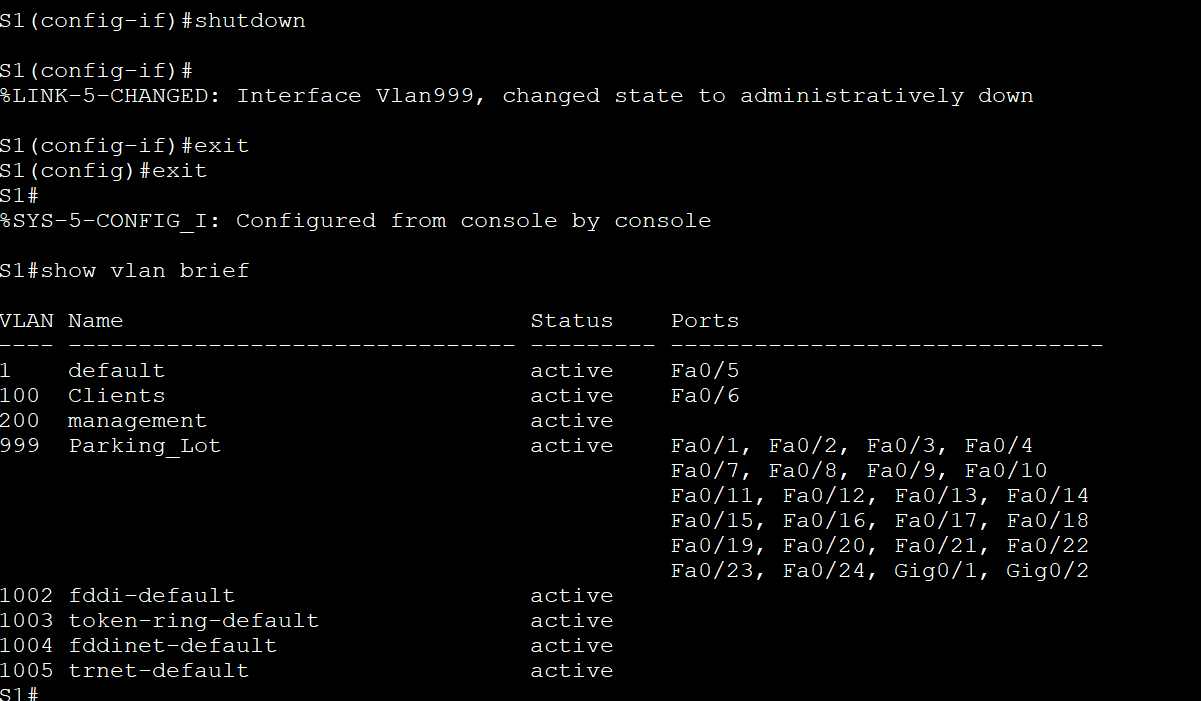 S1(config-if)#shutdown
S1(config-if)#
%LINK-5-CHANGED: Interface Vlan999, changed state to administratively down
S1(config-if)#exit
S1(config)#exit
S1#
%SYS-5-CONFIG_I: Configured from console by console
S1#show vlan brief
VLAN Name                             Status    Ports
---- -------------------------------- --------- -------------------------------
1    default                          active    Fa0/5
100  Clients                          active    Fa0/6
200  management                       active
999  Parking_Lot                      active    Fa0/1, Fa0/2, Fa0/3, Fa0/4
                                                Fa0/7, Fa0/8, Fa0/9, Fa0/10
                                                Fa0/11, Fa0/12, Fa0/13, Fa0/14
                                                Fa0/15, Fa0/16, Fa0/17, Fa0/18
                                                Fa0/19, Fa0/20, Fa0/21, Fa0/22
                                                Fa0/23, Fa0/24, Gig0/1, Gig0/2
1002 fddi-default                     active
1003 token-ring-default               active
1004 fddinet-default                  active
1005 trnet-default                    active
S1#